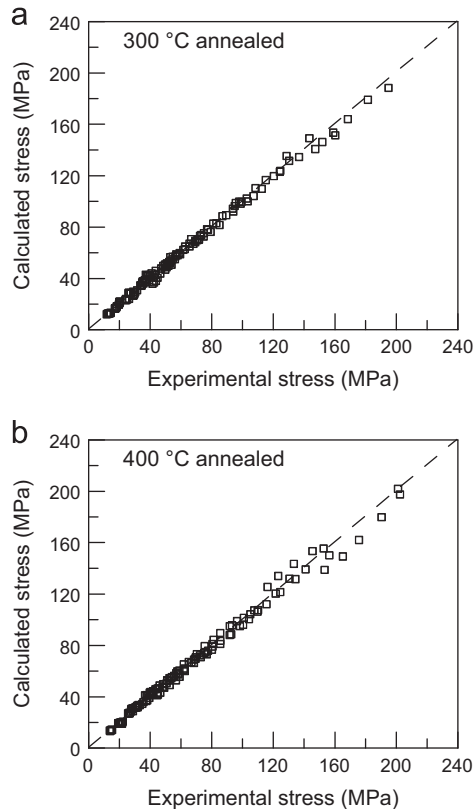 a
300 °C annealed
240
200
160
120
80
40
0
Calculated stress (MPa)
0 40 80 120 160 200 240
Experimental stress (MPa)
b
400 °C annealed
240
200
160
120
80
40
0
Calculated stress (MPa)
0 40 80 120 160 200 240
Experimental stress (MPa)